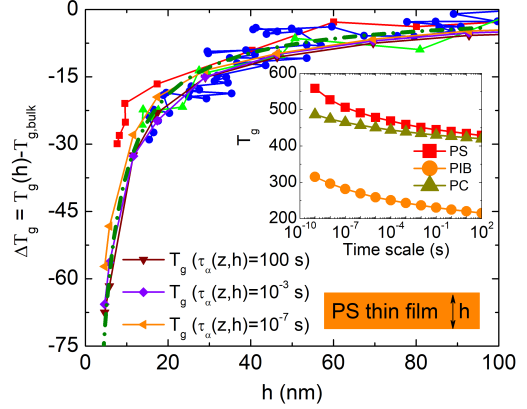 0
-15
-30
-45
-60
-75
ΔT_g = T_g(h)-T_g,bulk
0 20 40 60 80 100
h (nm)
T_g (τ_α(z,h)=100 s)
T_g (τ_α(z,h)=10^-3 s)
T_g (τ_α(z,h)=10^-7 s)
600
500
400
300
200
T_g
PS
PIB
PC
10^-10 10^-7 10^-4 10^-1 10^2
Time scale (s)
PS thin film h